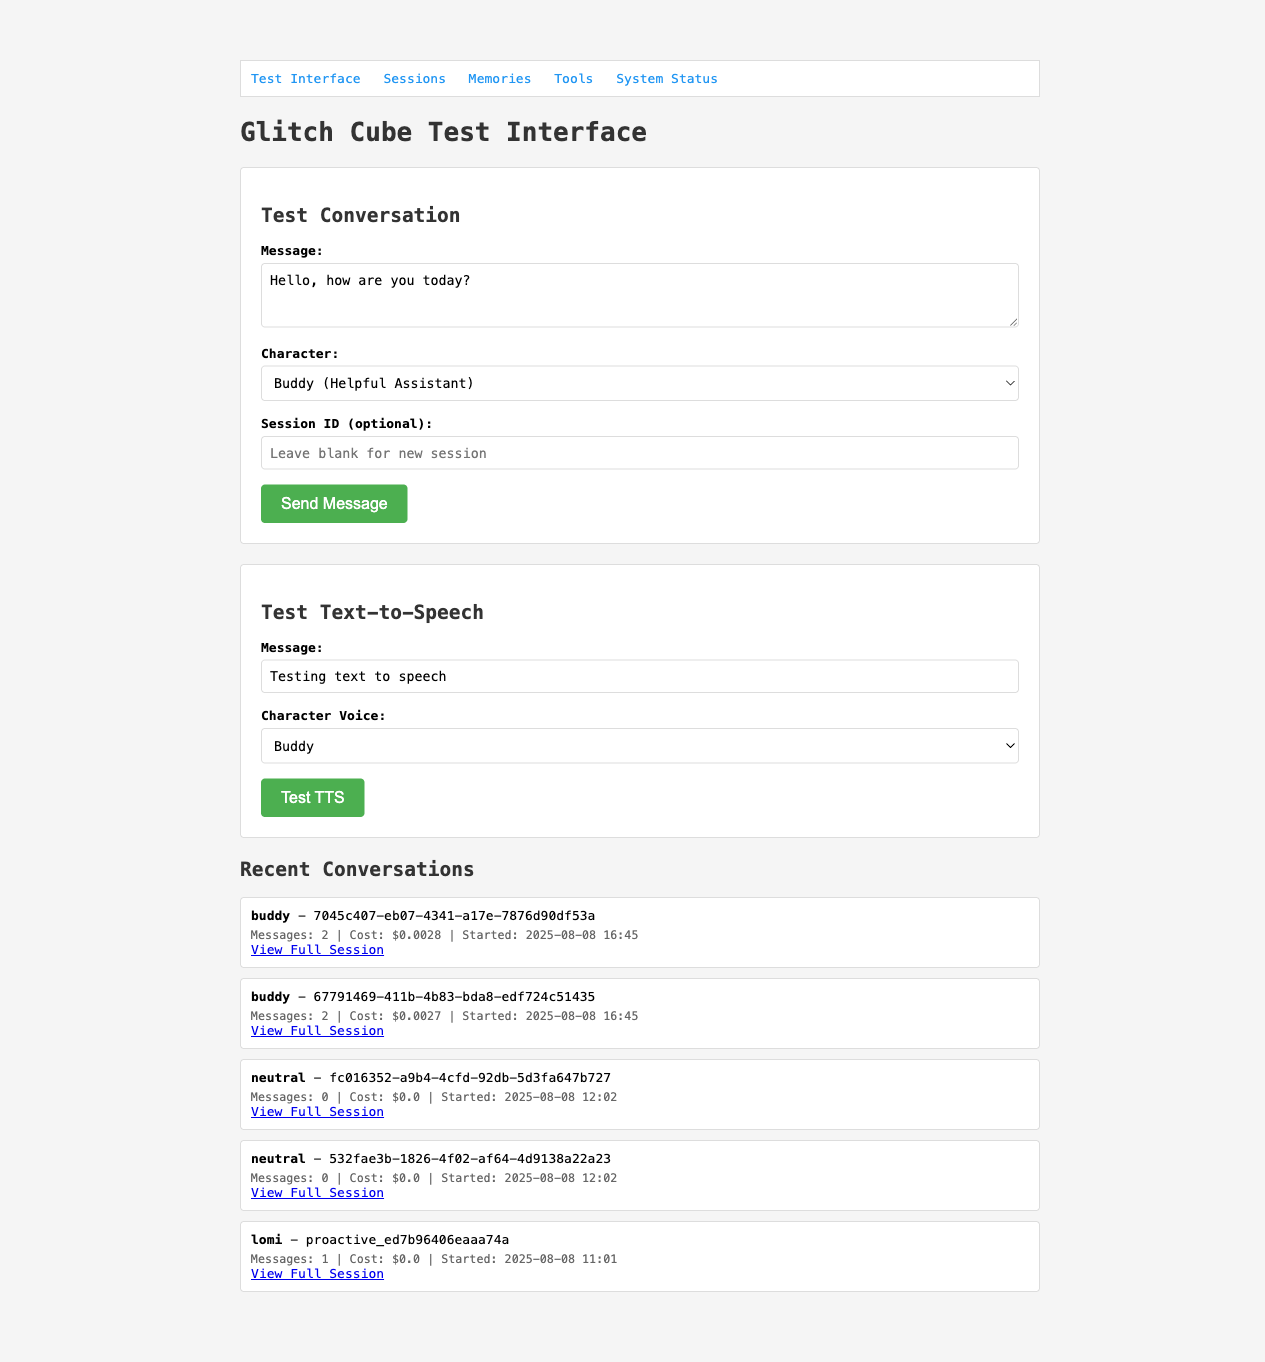 Test Interface Sessions Memories Tools System Status
Glitch Cube Test Interface
Test Conversation
Message:
Hello, how are you today?
Character:
Buddy (Helpful Assistant)
Session ID (optional):
Leave blank for new session
Send Message
Test Text-to-Speech
Message:
Testing text to speech
Character Voice:
Buddy
Test TTS
Recent Conversations
buddy - 7045c407-eb07-4341-a17e-7876d90df53a
Messages: 2 | Cost: $0.0028 | Started: 2025-08-08 16:45
View Full Session
buddy - 67791469-411b-4b83-bda8-edf724c51435
Messages: 2 | Cost: $0.0027 | Started: 2025-08-08 16:45
View Full Session
neutral - fc016352-a9b4-4cfd-92db-5d3fa647b727
Messages: 0 | Cost: $0.0 | Started: 2025-08-08 12:02
View Full Session
neutral - 532fae3b-1826-4f02-af64-4d9138a22a23
Messages: 0 | Cost: $0.0 | Started: 2025-08-08 12:02
View Full Session
lomi - proactive_ed7b96406eaaa74a
Messages: 1 | Cost: $0.0 | Started: 2025-08-08 11:01
View Full Session